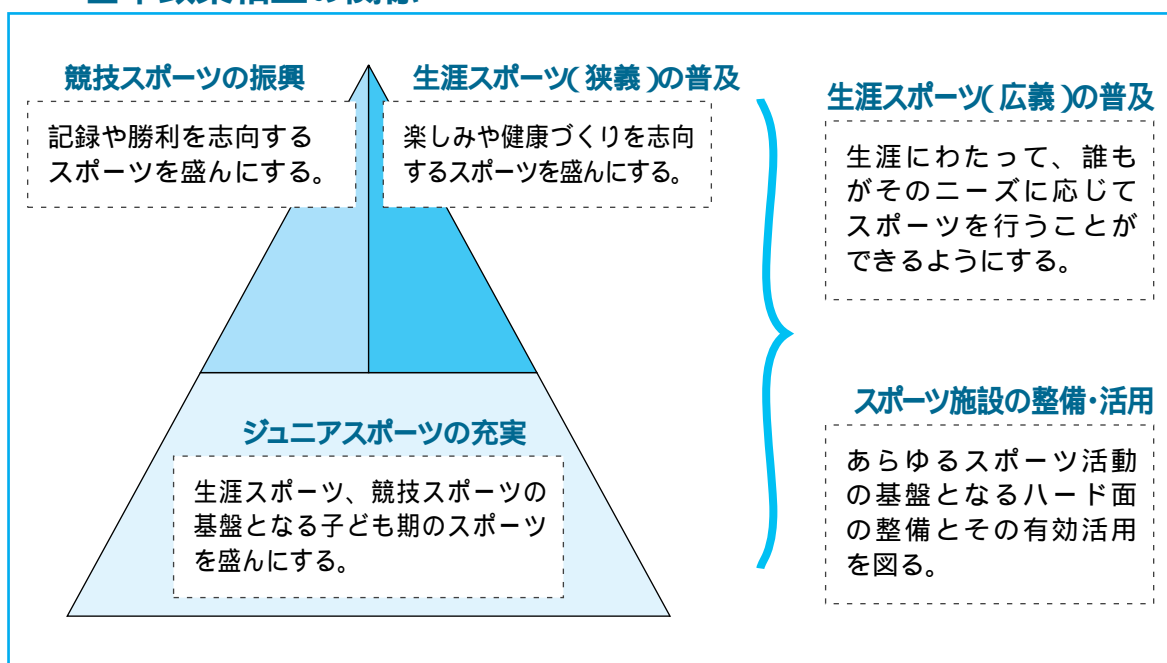 競技スポーツの振興
記録や勝利を志向する
スポーツを盛んにする。
生涯スポーツ(狭義)の普及
楽しみや健康づくりを志向
するスポーツを盛んにする。
ジュニアスポーツの充実
生涯スポーツ、競技スポーツの
基盤となる子ども期のスポーツ
を盛んにする。
生涯スポーツ(広義)の普及
生涯にわたって、誰も
がそのニーズに応じて
スポーツを行うことが
できるようにする。
スポーツ施設の整備・活用
あらゆるスポーツ活動
の基盤となるハード面
の整備とその有効活用
を図る。